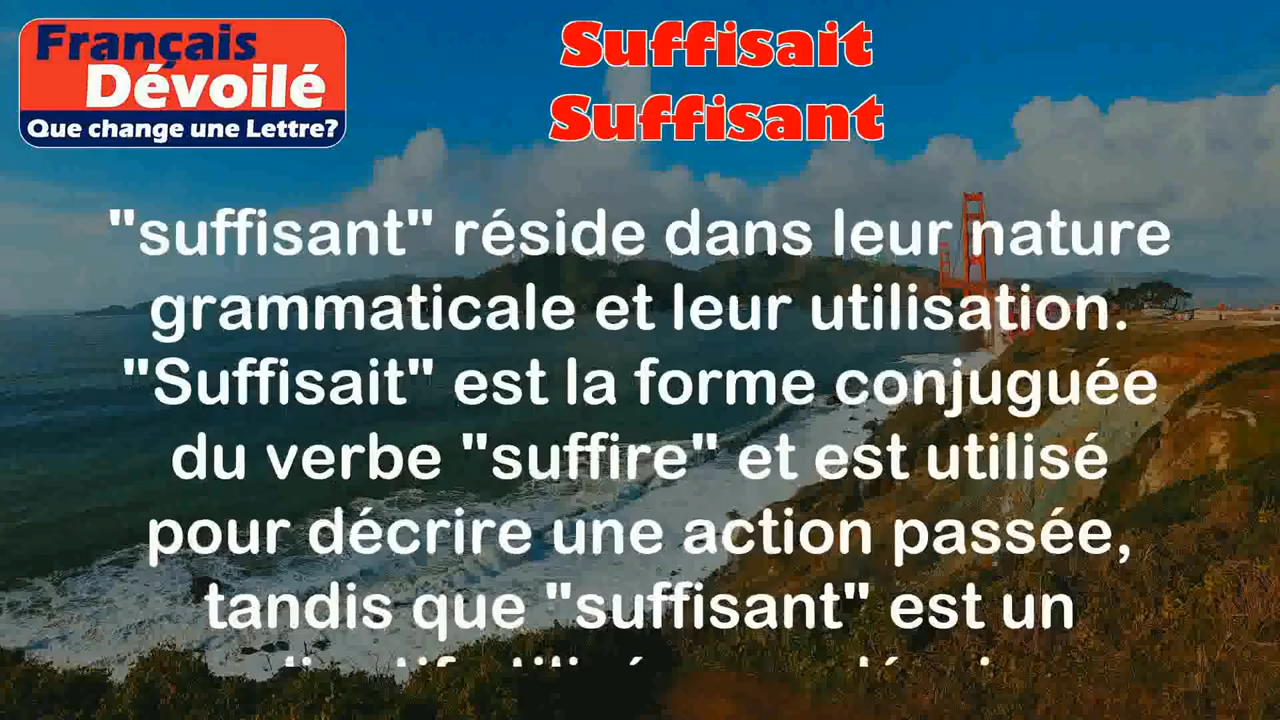 Français
Dévoilé
Que change une Lettre?
Suffisait
Suffisant
"suffisant" réside dans leur nature
grammaticale et leur utilisation.
"Suffisait" est la forme conjuguée
du verbe "suffire" et est utilisé
pour décrire une action passée,
tandis que "suffisant" est un